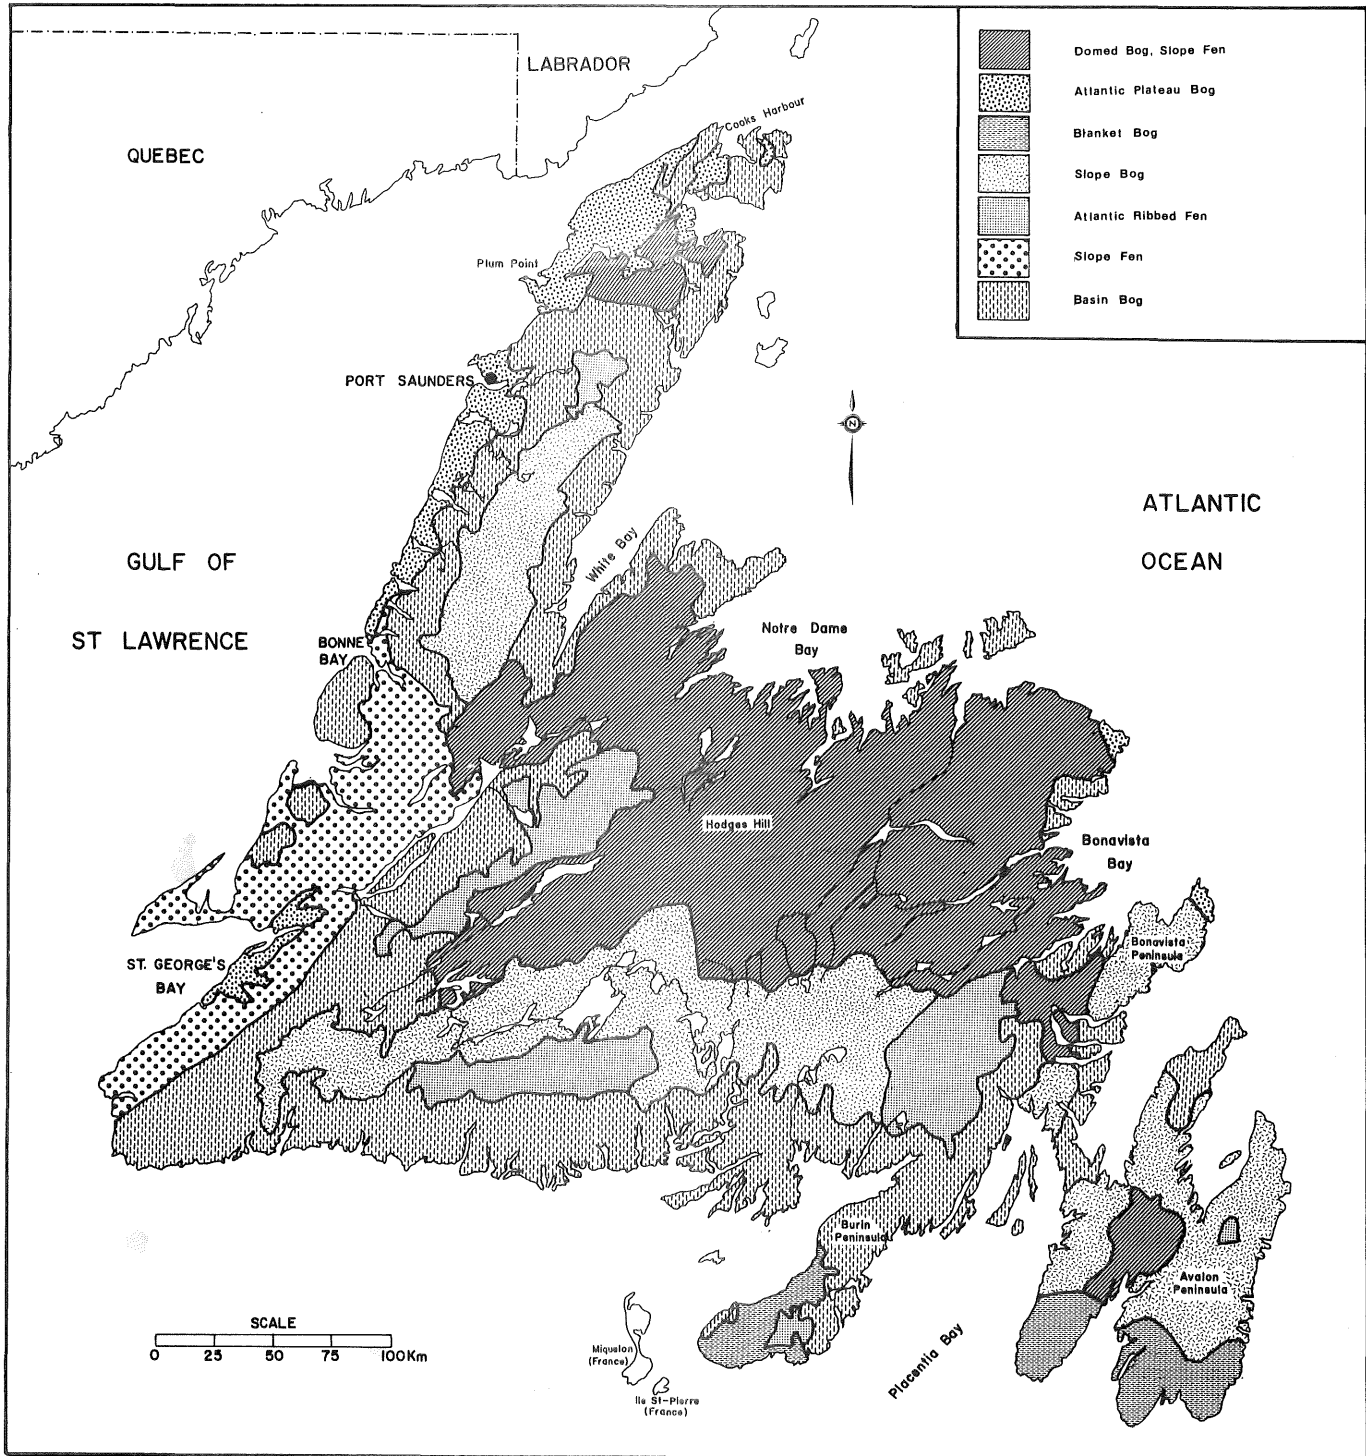 LABRADOR
QUEBEC
Cooks Harbour
Plum Point
PORT SAUNDERS
Domed Bog, Slope Fen
Atlantic Plateau Bog
Blanket Bog
Slope Bog
Atlantic Ribbed Fen
Slope Fen
Basin Bog
N
ATLANTIC
OCEAN
GULF OF
ST LAWRENCE
White Bay
BONNE
BAY
Notre Dame
Bay
Hodges Hill
Bonavista
Bay
Bonavista
Peninsula
ST. GEORGE'S
BAY
Burin
Peninsula
Avalon
Peninsula
Placentia Bay
Miquelon
(France)
Ile St-Pierre
(France)
SCALE
0 25 50 75 100Km